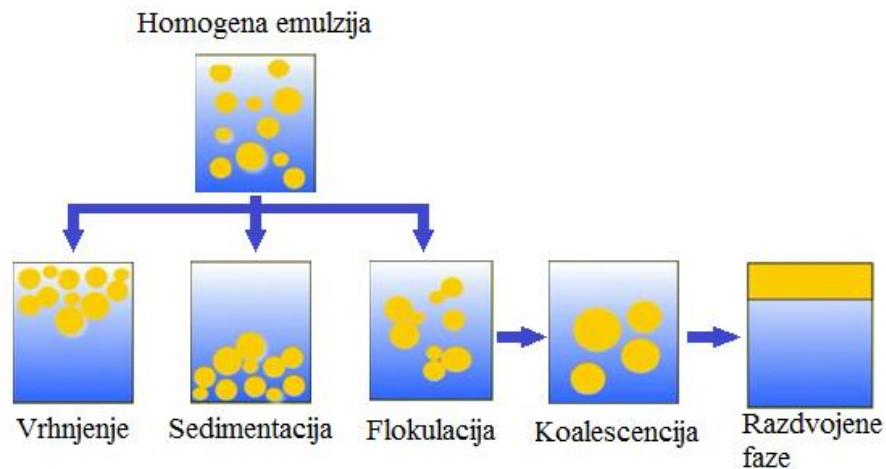 Homogena emulzija
Vrhnjenje
Sedimentacija
Flokulacija
Koalescencija
Razdvojene
faze